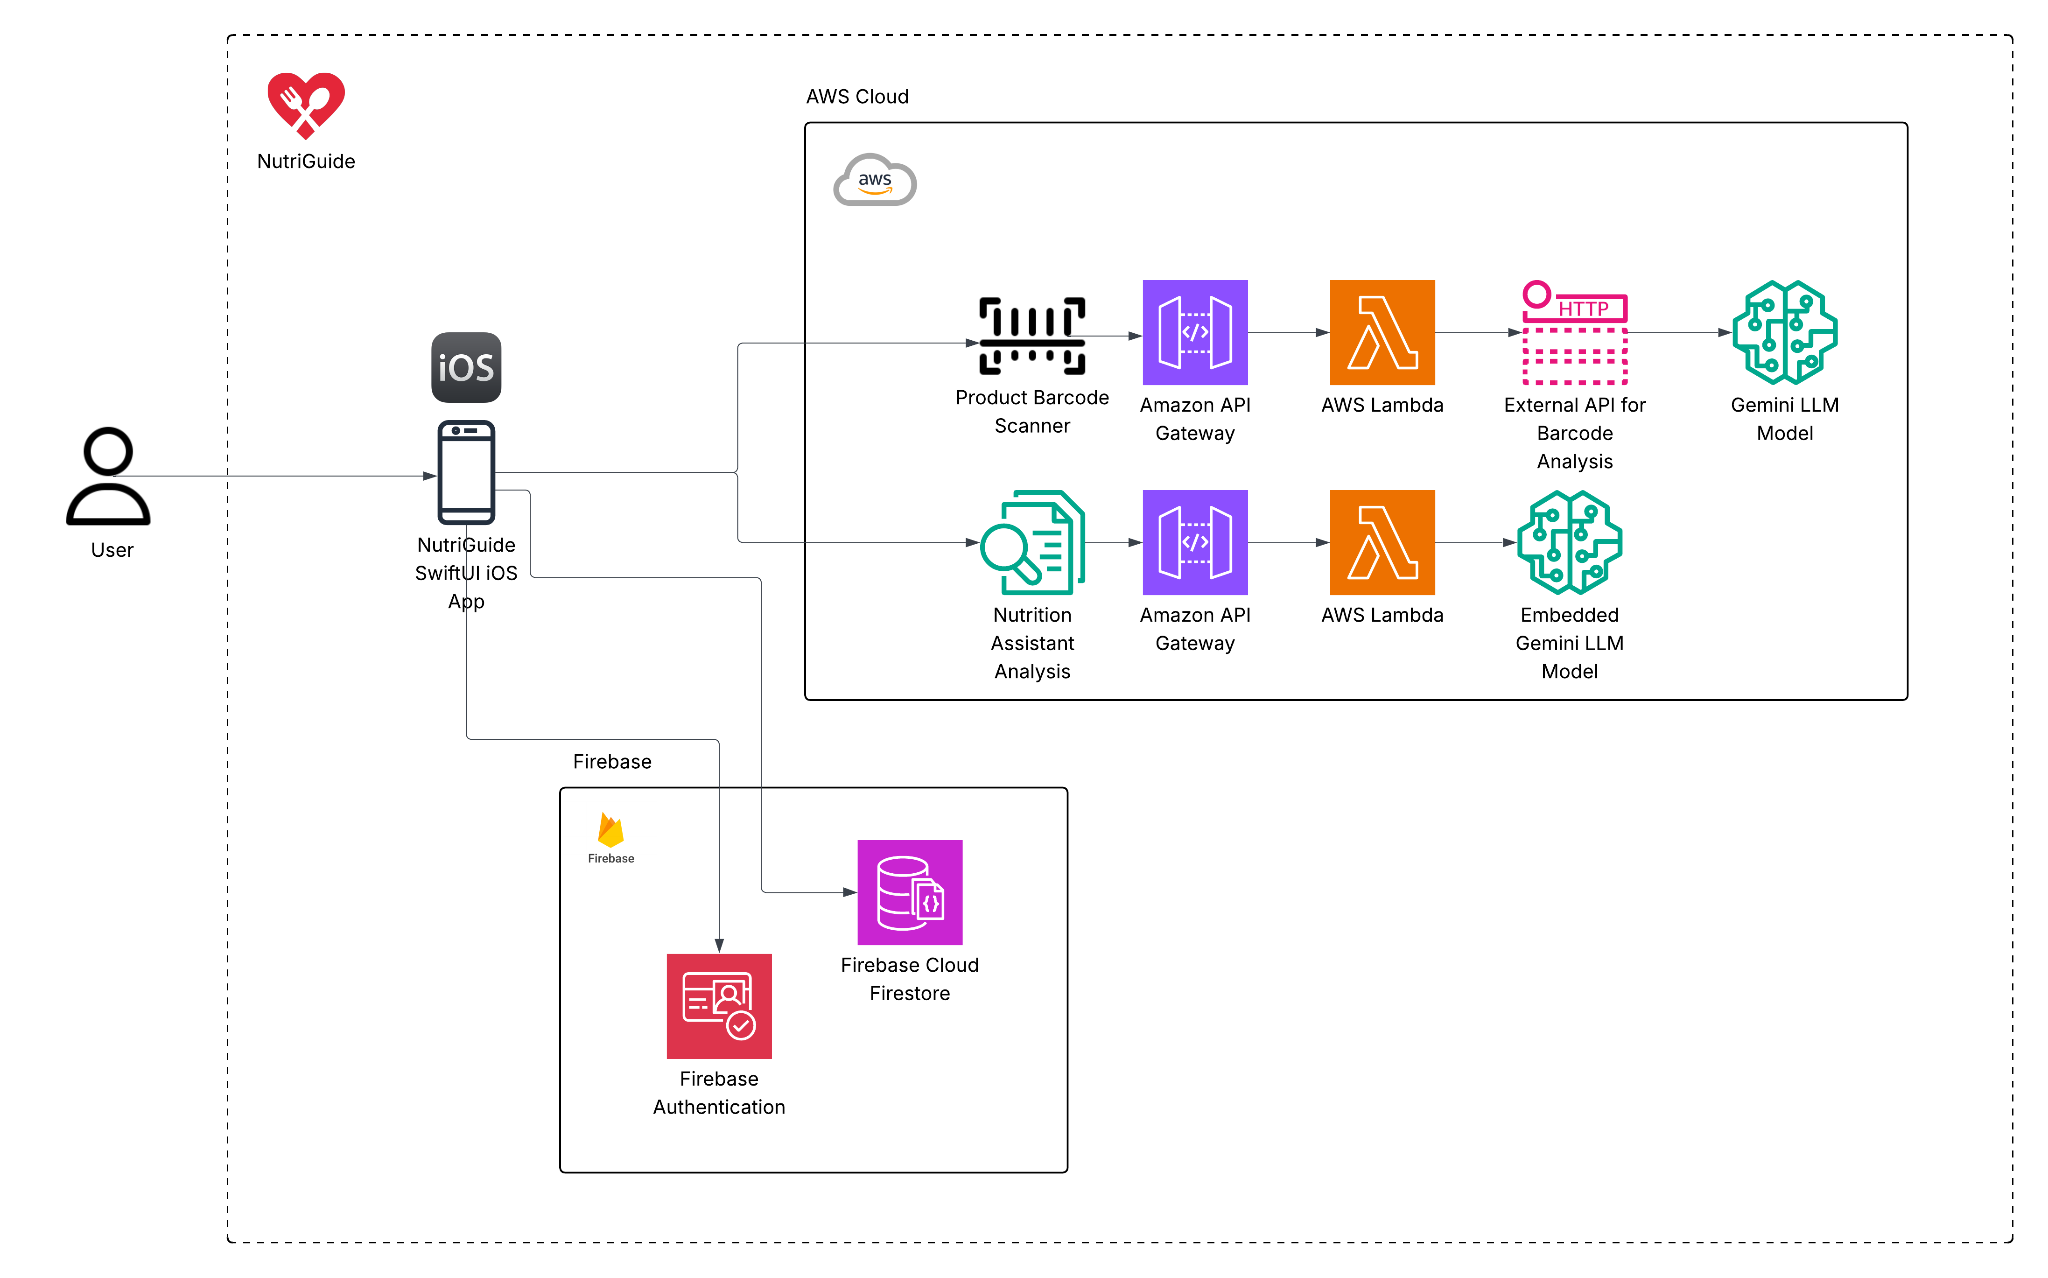 NutriGuide
AWS Cloud
aws
iOS
User
NutriGuide
SwiftUI iOS
App
Product Barcode
Scanner
Amazon API
Gateway
AWS Lambda
HTTP
External API for
Barcode
Analysis
Gemini LLM
Model
Nutrition
Assistant
Analysis
Amazon API
Gateway
AWS Lambda
Embedded
Gemini LLM
Model
Firebase
Firebase
Firebase Cloud
Firestore
Firebase
Authentication